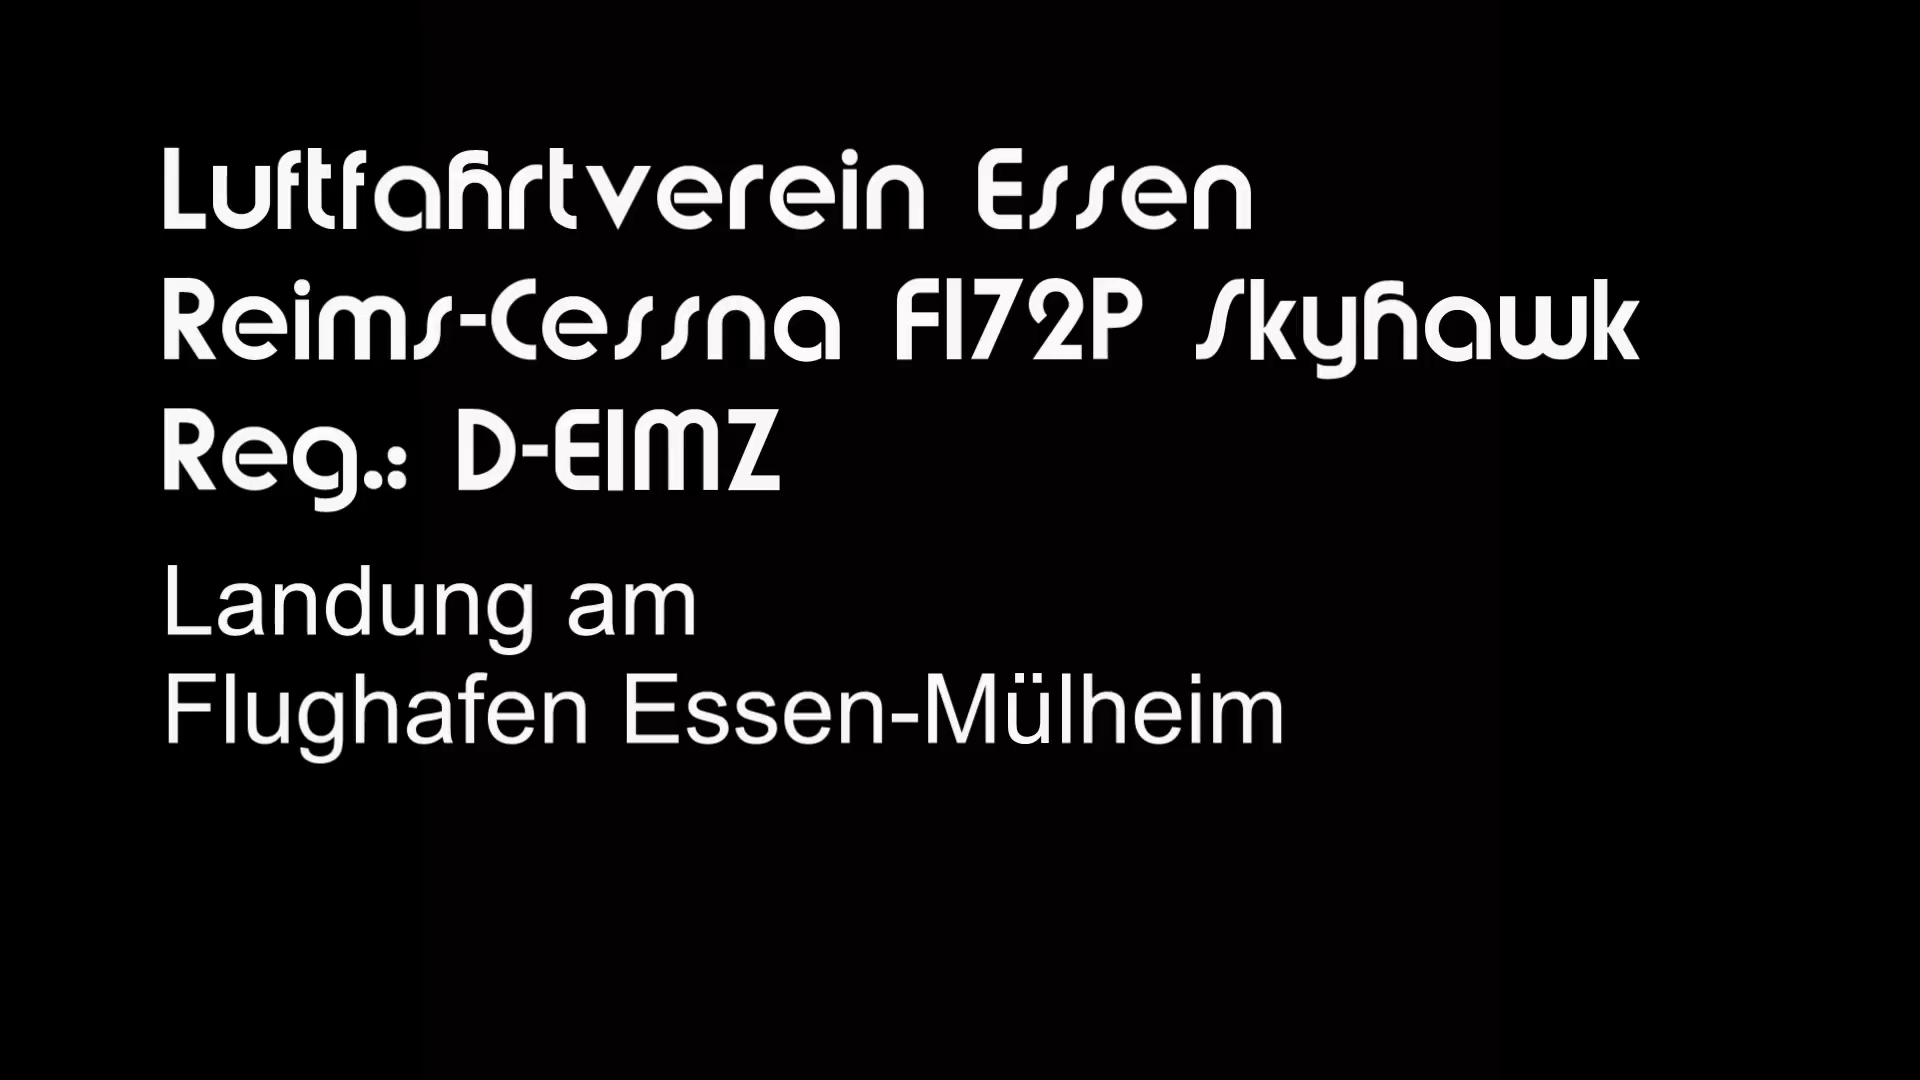 Luftfahrtverein Essen
Reims-Cessna F172P Skyhawk
Reg.: D-EIMZ
Landung am
Flughafen Essen-Mülheim